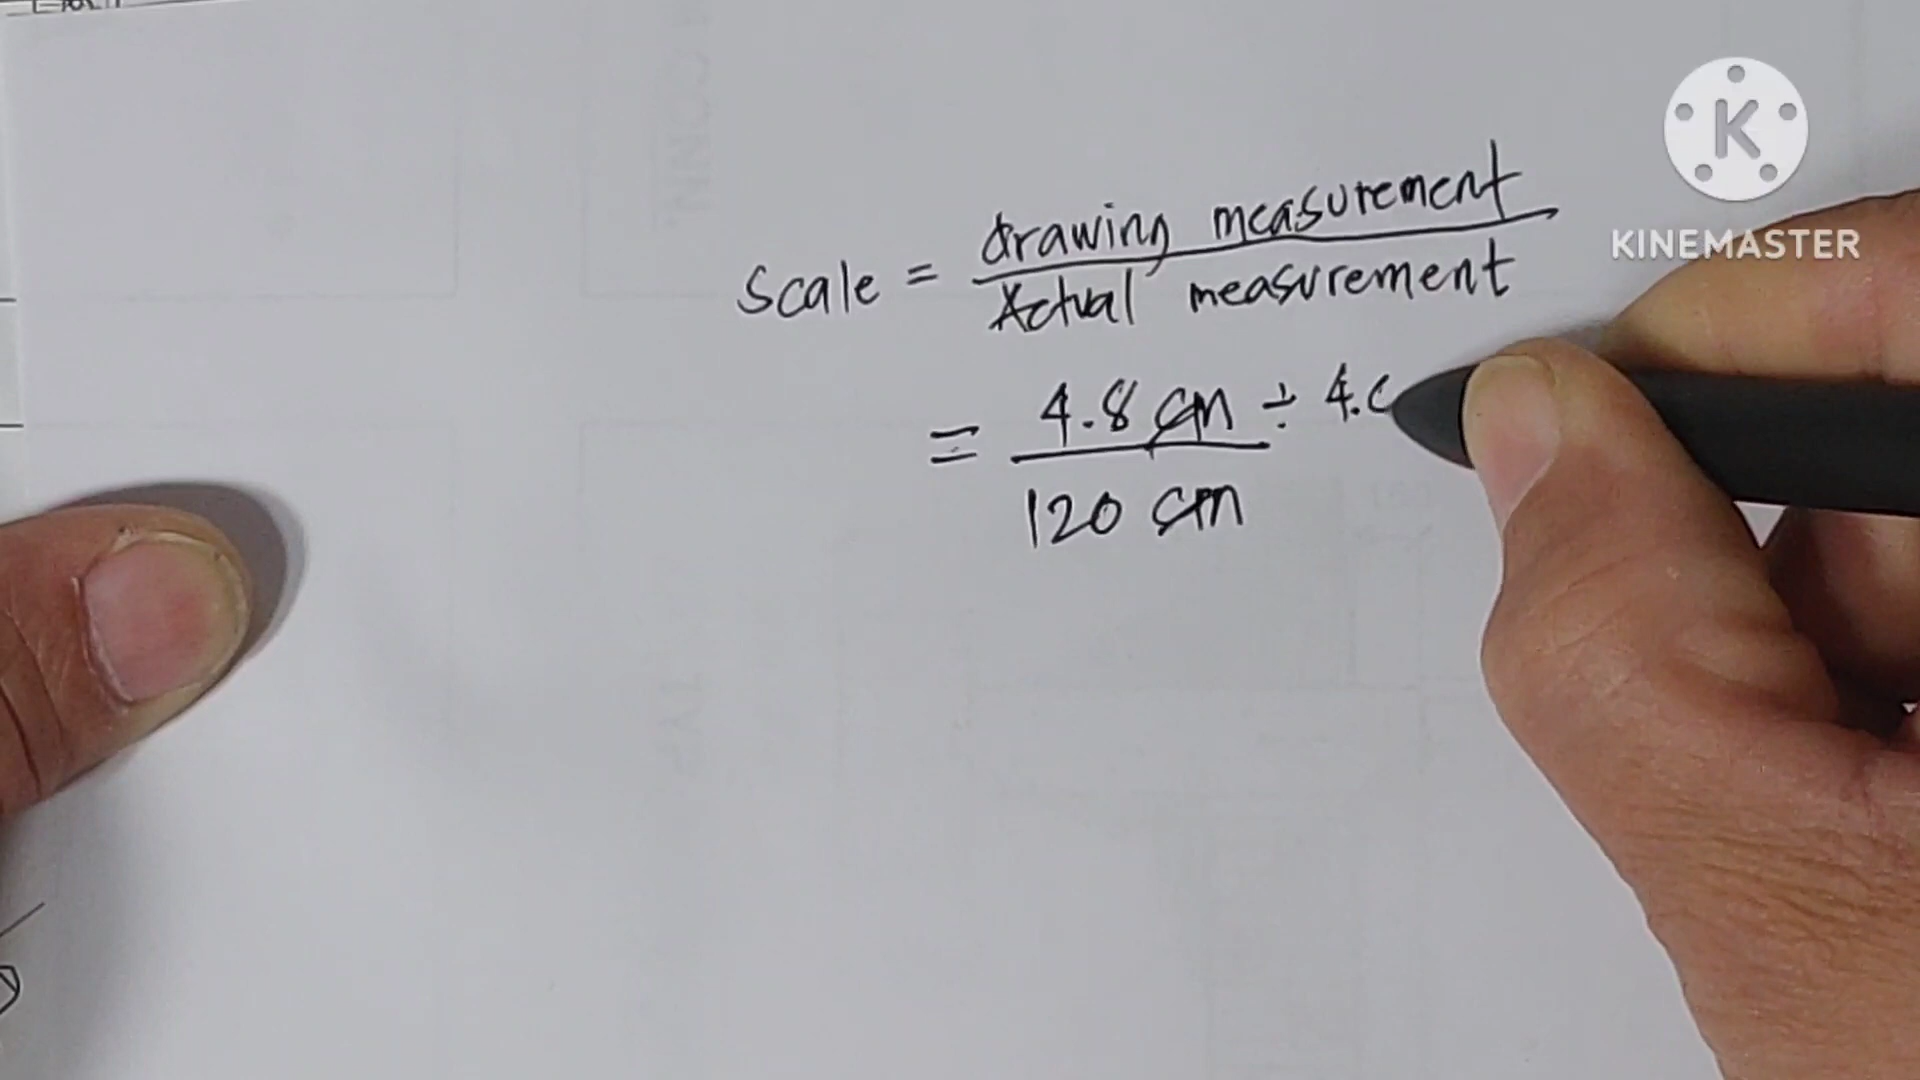 scale = drawing measurement / Actual measurement
= 4.8 cm ÷ 4.
120 cm
K
KINEMASTER